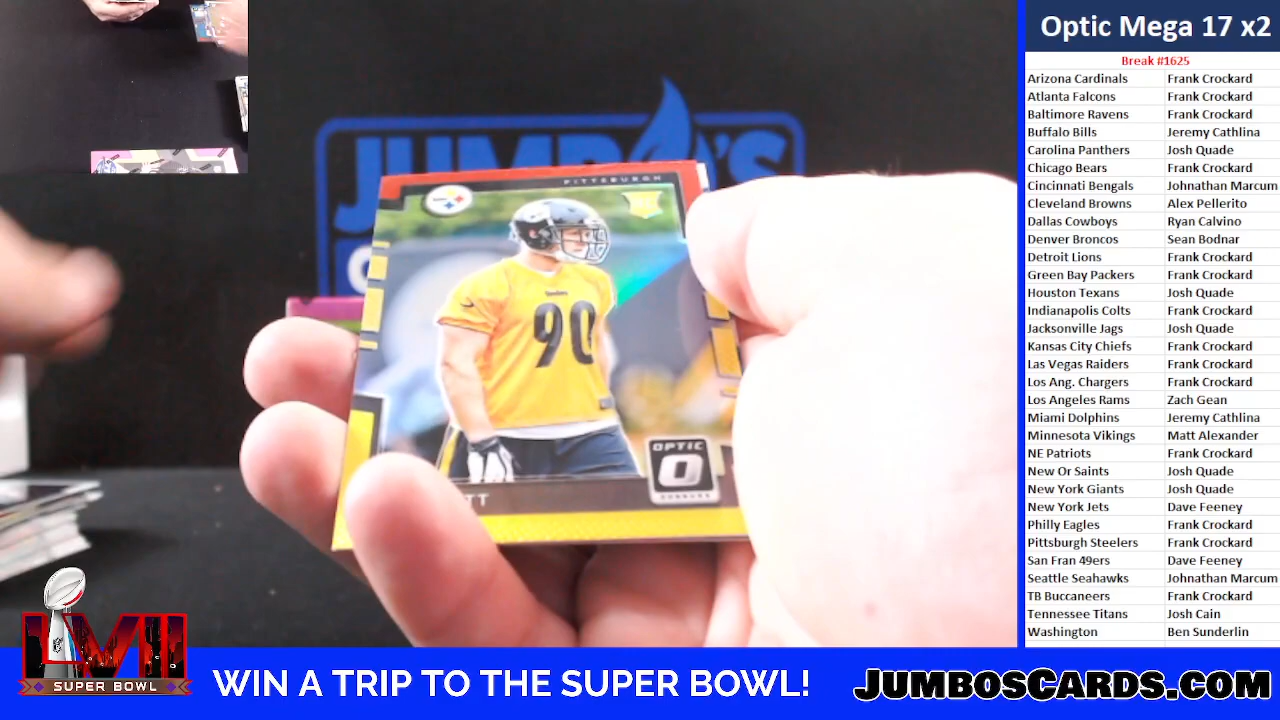 Optic Mega 17 x2
Break #1625
Arizona Cardinals Frank Crockard
Atlanta Falcons Frank Crockard
Baltimore Ravens Frank Crockard
Buffalo Bills Jeremy Cathlina
Carolina Panthers Josh Quade
Chicago Bears Frank Crockard
Cincinnati Bengals Johnathan Marcum
Cleveland Browns Alex Pellerito
Dallas Cowboys Ryan Calvino
Denver Broncos Sean Bodnar
Detroit Lions Frank Crockard
Green Bay Packers Frank Crockard
Houston Texans Josh Quade
Indianapolis Colts Frank Crockard
Jacksonville Jags Josh Quade
Kansas City Chiefs Frank Crockard
Las Vegas Raiders Frank Crockard
Los Ang. Chargers Frank Crockard
Los Angeles Rams Zach Gean
Miami Dolphins Jeremy Cathlina
Minnesota Vikings Matt Alexander
NE Patriots Frank Crockard
New Or Saints Josh Quade
New York Giants Josh Quade
New York Jets Dave Feeney
Philly Eagles Frank Crockard
Pittsburgh Steelers Frank Crockard
San Fran 49ers Dave Feeney
Seattle Seahawks Johnathan Marcum
TB Buccaneers Frank Crockard
Tennessee Titans Josh Cain
Washington Ben Sunderlin
JUMBO'S
PITTSBURGH
90
OPTIC
DONRUSS
TT
LVII
SUPER BOWL
WIN A TRIP TO THE SUPER BOWL!
JUMBOSCARDS.COM